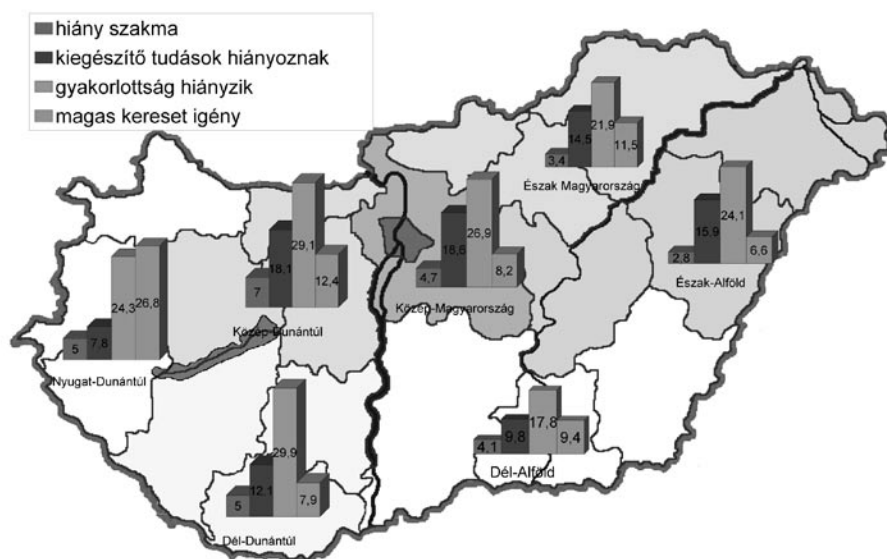 hiány szakma
kiegészítő tudások hiányoznak
gyakorlottság hiányzik
magas kereset igény
3,4
14,5
21,9
11,5
Észak Magyarország
2,8
15,9
24,1
6,6
Észak-Alföld
4,7
18,6
26,9
8,2
Közép-Magyarország
7
18,1
29,1
12,4
Közép-Dunántúl
5
7,8
24,3
26,8
Nyugat-Dunántúl
4,1
9,8
17,8
9,4
Dél-Alföld
5
12,1
29,9
7,9
Dél-Dunántúl